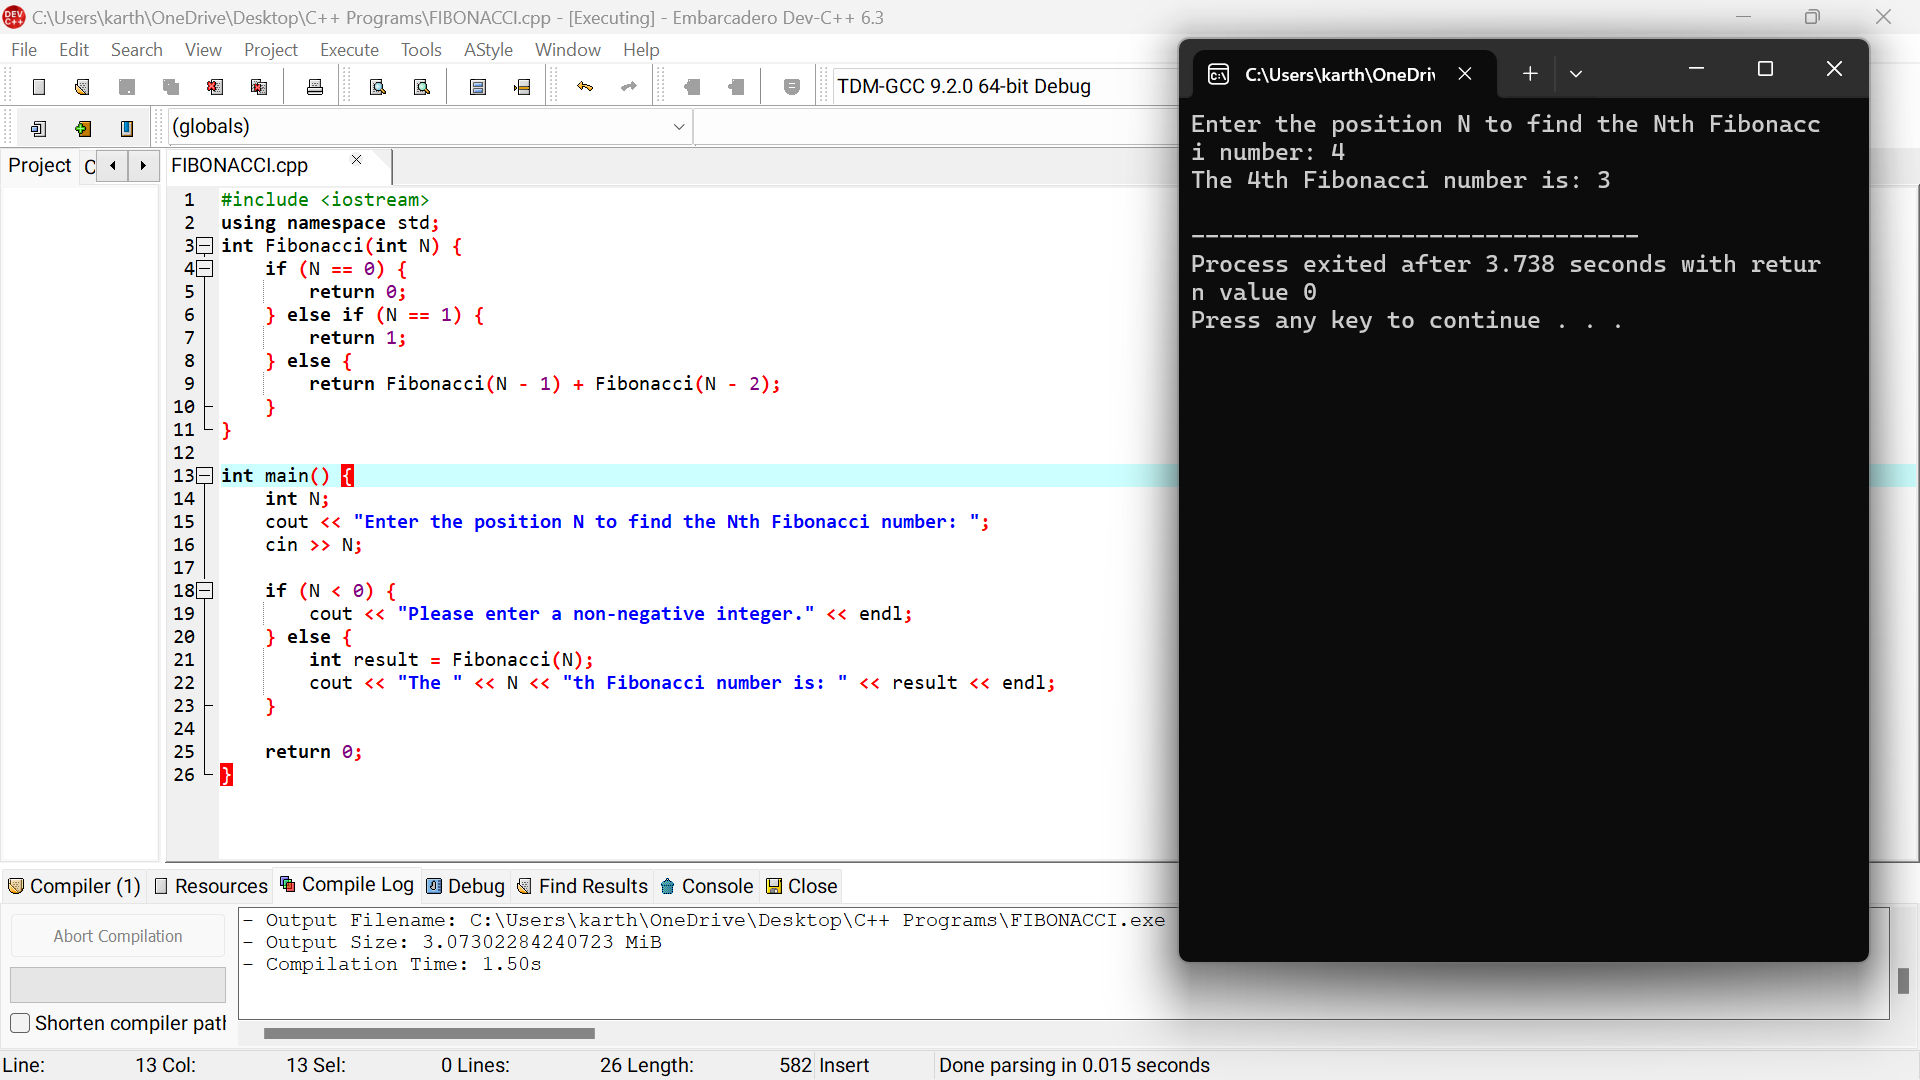 C:\Users\karth\OneDrive\Desktop\C++ Programs\FIBONACCI.cpp - [Executing] - Embarcadero Dev-C++ 6.3
File Edit Search View Project Execute Tools AStyle Window Help
TDM-GCC 9.2.0 64-bit Debug
(globals)
Project C
FIBONACCI.cpp
1 #include <iostream>
2 using namespace std;
3 int Fibonacci(int N) {
4 if (N == 0) {
5 return 0;
6 } else if (N == 1) {
7 return 1;
8 } else {
9 return Fibonacci(N - 1) + Fibonacci(N - 2);
10 }
11 }
12
13 int main() {
14 int N;
15 cout << "Enter the position N to find the Nth Fibonacci number: ";
16 cin >> N;
17
18 if (N < 0) {
19 cout << "Please enter a non-negative integer." << endl;
20 } else {
21 int result = Fibonacci(N);
22 cout << "The " << N << "th Fibonacci number is: " << result << endl;
23 }
24
25 return 0;
26 }
C:\Users\karth\OneDri
Enter the position N to find the Nth Fibonacc
i number: 4
The 4th Fibonacci number is: 3
--------------------------------
Process exited after 3.738 seconds with retur
n value 0
Press any key to continue . . .
Compiler (1) Resources Compile Log Debug Find Results Console Close
Abort Compilation
Shorten compiler path
- Output Filename: C:\Users\karth\OneDrive\Desktop\C++ Programs\FIBONACCI.exe
- Output Size: 3.07302284240723 MiB
- Compilation Time: 1.50s
Line: 13 Col: 13 Sel: 0 Lines: 26 Length: 582 Insert Done parsing in 0.015 seconds